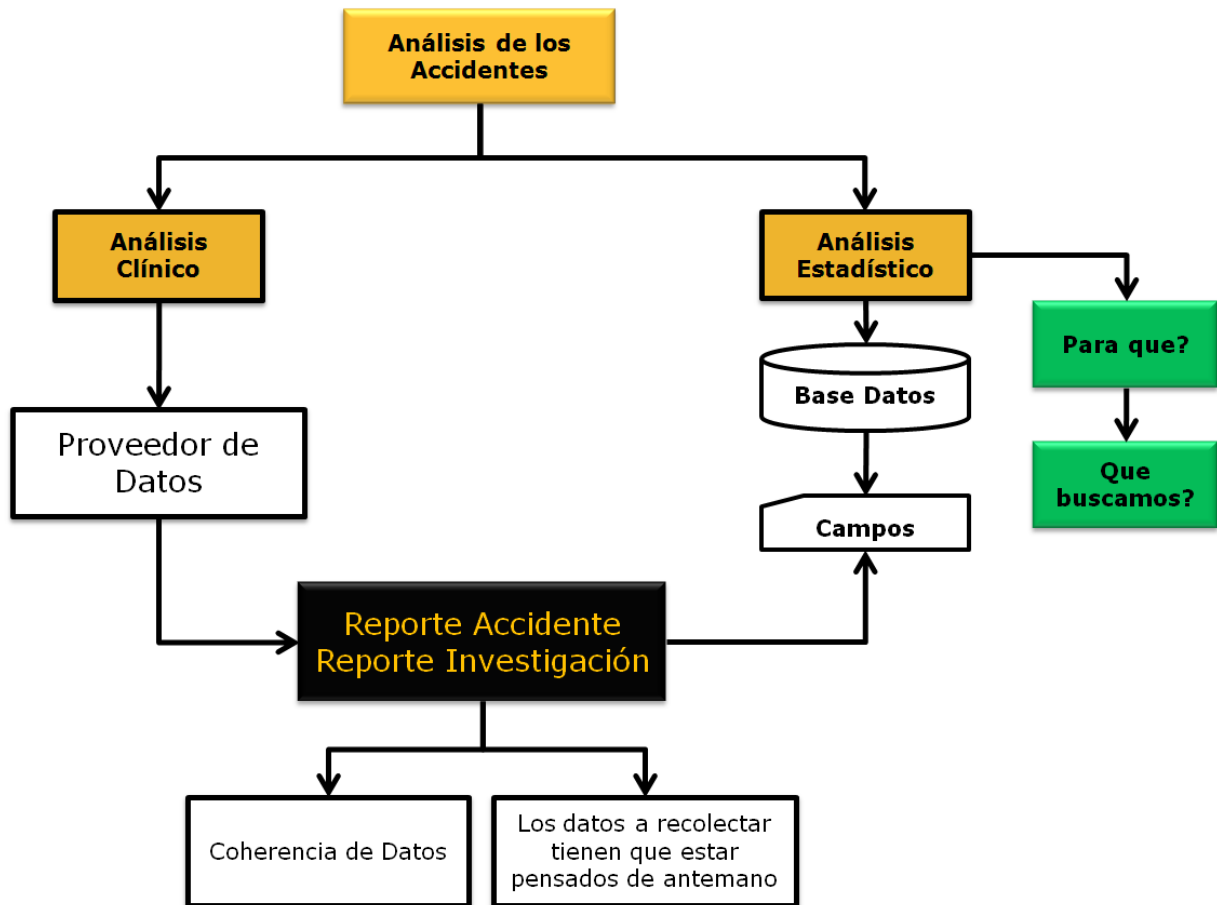 Análisis de los
Accidentes
Análisis
Clínico
Análisis
Estadístico
Para que?
Base Datos
Proveedor de
Datos
Que
buscamos?
Campos
Reporte Accidente
Reporte Investigación
Coherencia de Datos
Los datos a recolectar
tienen que estar
pensados de antemano